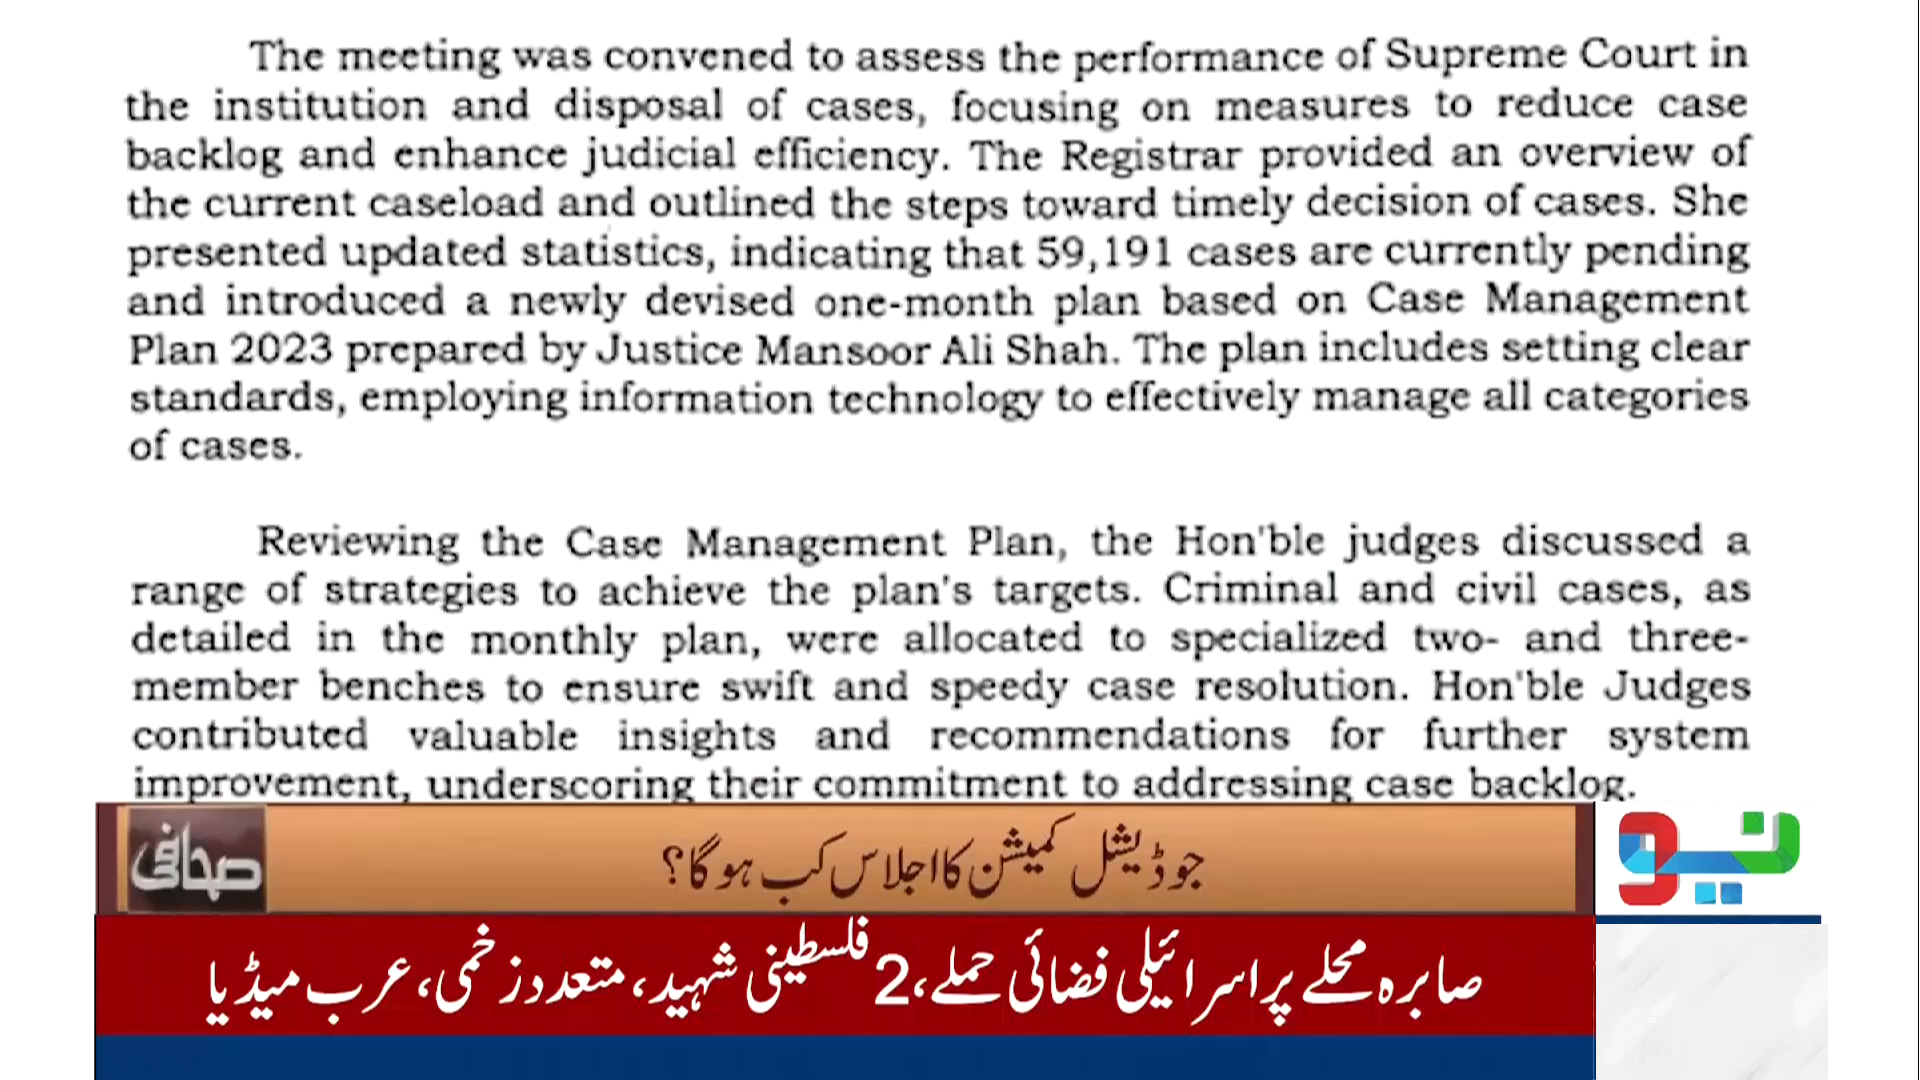 The meeting was convened to assess the performance of Supreme Court in
the institution and disposal of cases, focusing on measures to reduce case
backlog and enhance judicial efficiency. The Registrar provided an overview of
the current caseload and outlined the steps toward timely decision of cases. She
presented updated statistics, indicating that 59,191 cases are currently pending
and introduced a newly devised one-month plan based on Case Management
Plan 2023 prepared by Justice Mansoor Ali Shah. The plan includes setting clear
standards, employing information technology to effectively manage all categories
of cases.
Reviewing the Case Management Plan, the Hon'ble judges discussed a
range of strategies to achieve the plan's targets. Criminal and civil cases, as
detailed in the monthly plan, were allocated to specialized two- and three-
member benches to ensure swift and speedy case resolution. Hon'ble Judges
contributed valuable insights and recommendations for further system
improvement, underscoring their commitment to addressing case backlog.
صحافی
جوڈیشل کمیشن کا اجلاس کب ہو گا؟
نیو
صابرہ محلے پر اسرائیلی فضائی حملے، 2 فلسطینی شہید، متعدد زخمی، عرب میڈیا